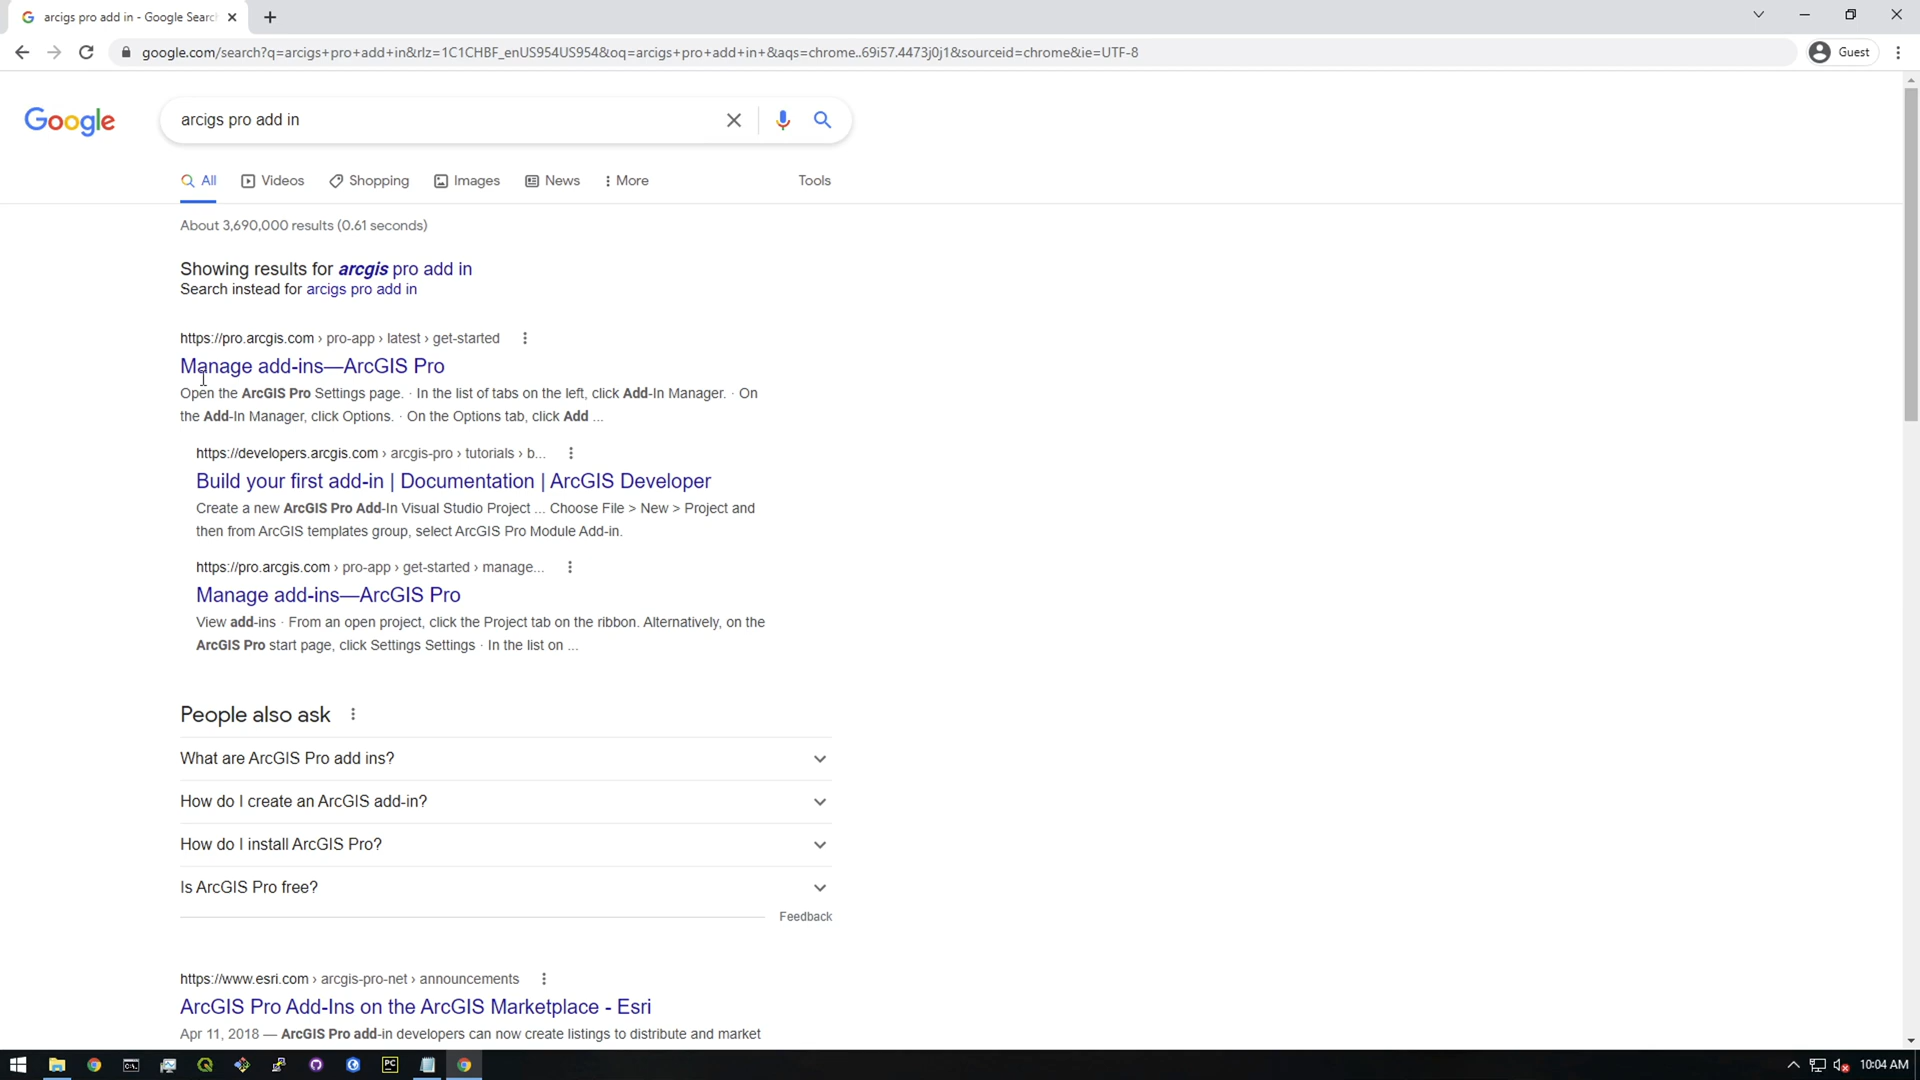 arcigs pro add in - Google Search
google.com/search?q=arcigs+pro+add+in&rlz=1C1CHBF_enUS954US954&oq=arcigs+pro+add+in+&aqs=chrome..69i57.4473j0j1&sourceid=chrome&ie=UTF-8
Guest
Google
arcigs pro add in
All
Videos
Shopping
Images
News
More
Tools
About 3,690,000 results (0.61 seconds)
Showing results for arcgis pro add in
Search instead for arcigs pro add in
https://pro.arcgis.com › pro-app › latest › get-started
Manage add-ins—ArcGIS Pro
Open the ArcGIS Pro Settings page. · In the list of tabs on the left, click Add-In Manager. · On
the Add-In Manager, click Options. · On the Options tab, click Add ...
https://developers.arcgis.com › arcgis-pro › tutorials › b...
Build your first add-in | Documentation | ArcGIS Developer
Create a new ArcGIS Pro Add-In Visual Studio Project ... Choose File > New > Project and
then from ArcGIS templates group, select ArcGIS Pro Module Add-in.
https://pro.arcgis.com › pro-app › get-started › manage...
Manage add-ins—ArcGIS Pro
View add-ins · From an open project, click the Project tab on the ribbon. Alternatively, on the
ArcGIS Pro start page, click Settings Settings · In the list on ...
People also ask
What are ArcGIS Pro add ins?
How do I create an ArcGIS add-in?
How do I install ArcGIS Pro?
Is ArcGIS Pro free?
Feedback
https://www.esri.com › arcgis-pro-net › announcements
ArcGIS Pro Add-Ins on the ArcGIS Marketplace - Esri
Apr 11, 2018 — ArcGIS Pro add-in developers can now create listings to distribute and market
PC
10:04 AM